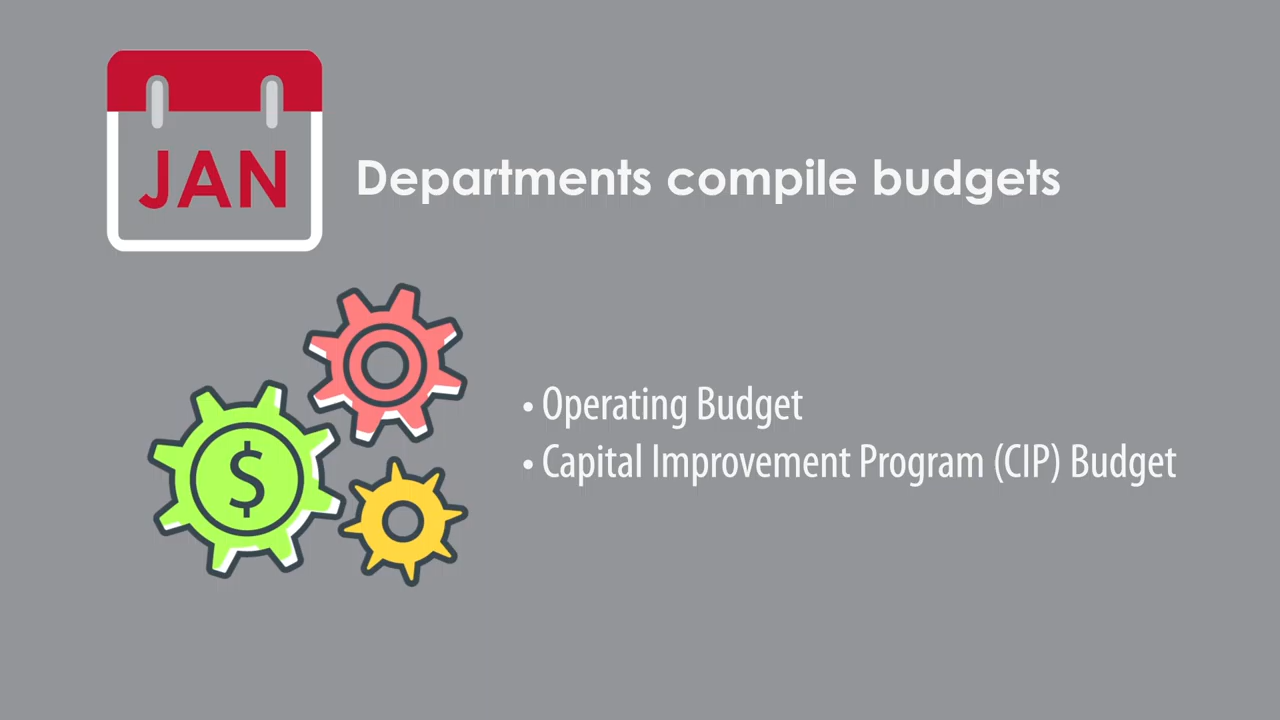 JAN
Departments compile budgets
• Operating Budget
• Capital Improvement Program (CIP) Budget
$